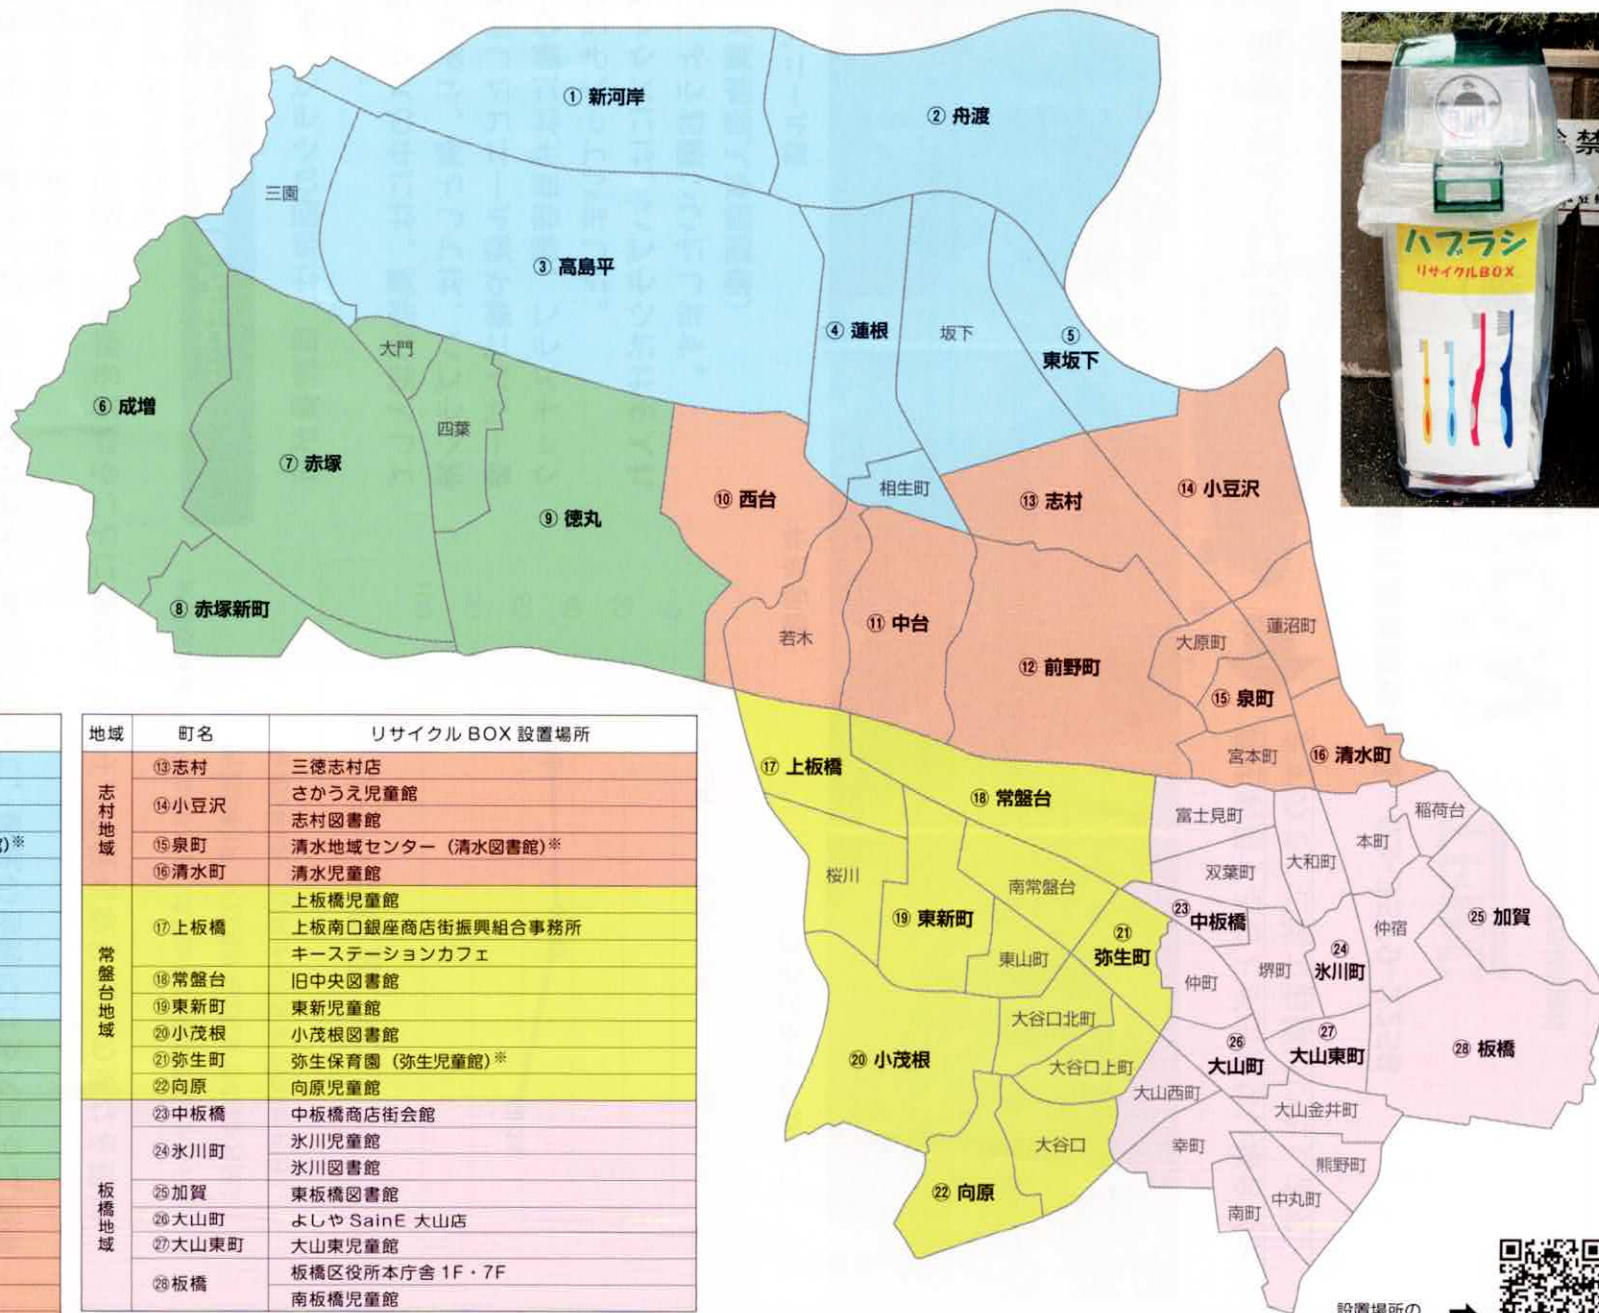 ① 新河岸
② 舟渡
三園
③ 高島平
④ 蓮根
坂下
⑤
東坂下
大門
⑥ 成増
四葉
⑦ 赤塚
⑧ 赤塚新町
⑨ 徳丸
⑩ 西台
相生町
⑬ 志村
⑭ 小豆沢
若木
⑪ 中台
⑫ 前野町
大原町
蓮沼町
⑮ 泉町
宮本町
⑯ 清水町
⑰ 上板橋
⑱ 常盤台
富士見町
稲荷台
本町
大和町
双葉町
桜川
南常盤台
⑲ 東新町
東山町
㉑
弥生町
㉓
中板橋
仲宿
㉕ 加賀
仲町
堺町
㉔
氷川町
大谷口北町
⑳ 小茂根
大谷口上町
㉖
大山町
㉗
大山東町
㉘ 板橋
大山西町
大山金井町
大谷口
幸町
熊野町
㉒ 向原
南町
中丸町
禁
ハブラシ
リサイクルBOX
)※
地域 町名 リサイクル BOX 設置場所
志村地域
⑬志村 三徳志村店
⑭小豆沢 さかうえ児童館
志村図書館
⑮泉町 清水地域センター（清水図書館）※
⑯清水町 清水児童館
常盤台地域
⑰上板橋 上板橋児童館
上板南口銀座商店街振興組合事務所
キーステーションカフェ
⑱常盤台 旧中央図書館
⑲東新町 東新児童館
⑳小茂根 小茂根図書館
㉑弥生町 弥生保育園（弥生児童館）※
㉒向原 向原児童館
板橋地域
㉓中板橋 中板橋商店街会館
㉔氷川町 氷川児童館
氷川図書館
㉕加賀 東板橋図書館
㉖大山町 よしや SainE 大山店
㉗大山東町 大山東児童館
㉘板橋 板橋区役所本庁舎 1F・7F
南板橋児童館
設置場所の